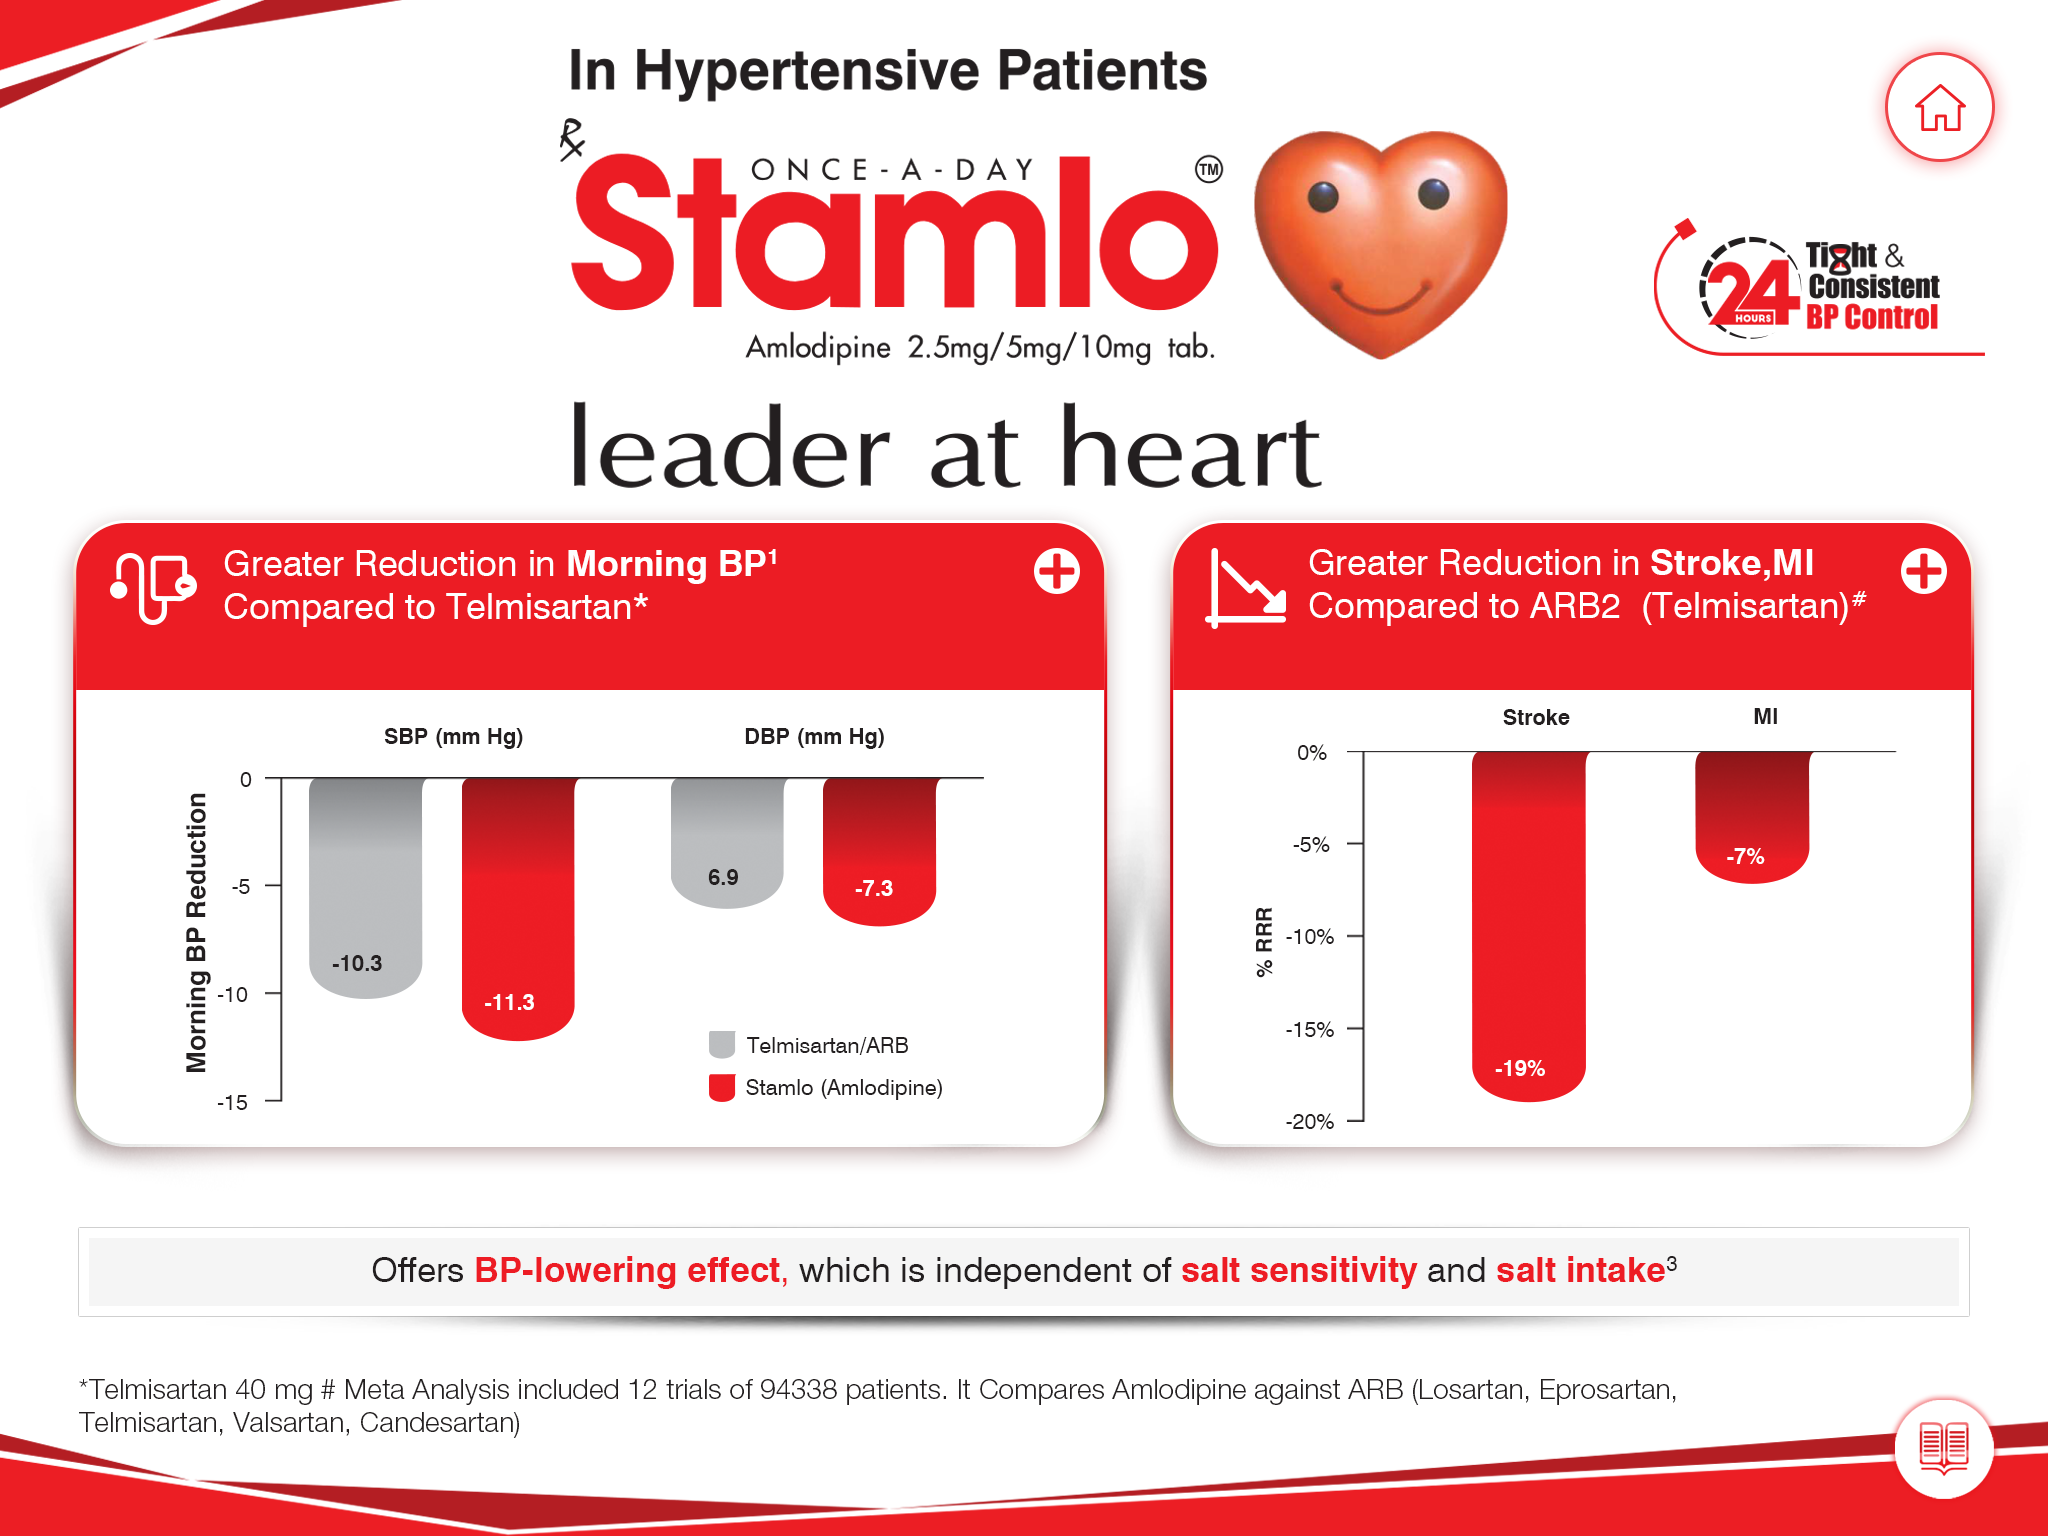 In Hypertensive Patients
Rx
ONCE-A-DAY
Stamlo™
Amlodipine 2.5mg/5mg/10mg tab.
leader at heart
24 HOURS
Tight &
Consistent
BP Control
Greater Reduction in Morning BP¹
Compared to Telmisartan*
SBP (mm Hg) DBP (mm Hg)
Morning BP Reduction
0
-5
-10
-15
-10.3
-11.3
6.9
-7.3
Telmisartan/ARB
Stamlo (Amlodipine)
Greater Reduction in Stroke,MI
Compared to ARB2 (Telmisartan)#
Stroke MI
% RRR
0%
-5%
-10%
-15%
-20%
-19%
-7%
Offers BP-lowering effect, which is independent of salt sensitivity and salt intake³
*Telmisartan 40 mg # Meta Analysis included 12 trials of 94338 patients. It Compares Amlodipine against ARB (Losartan, Eprosartan,
Telmisartan, Valsartan, Candesartan)